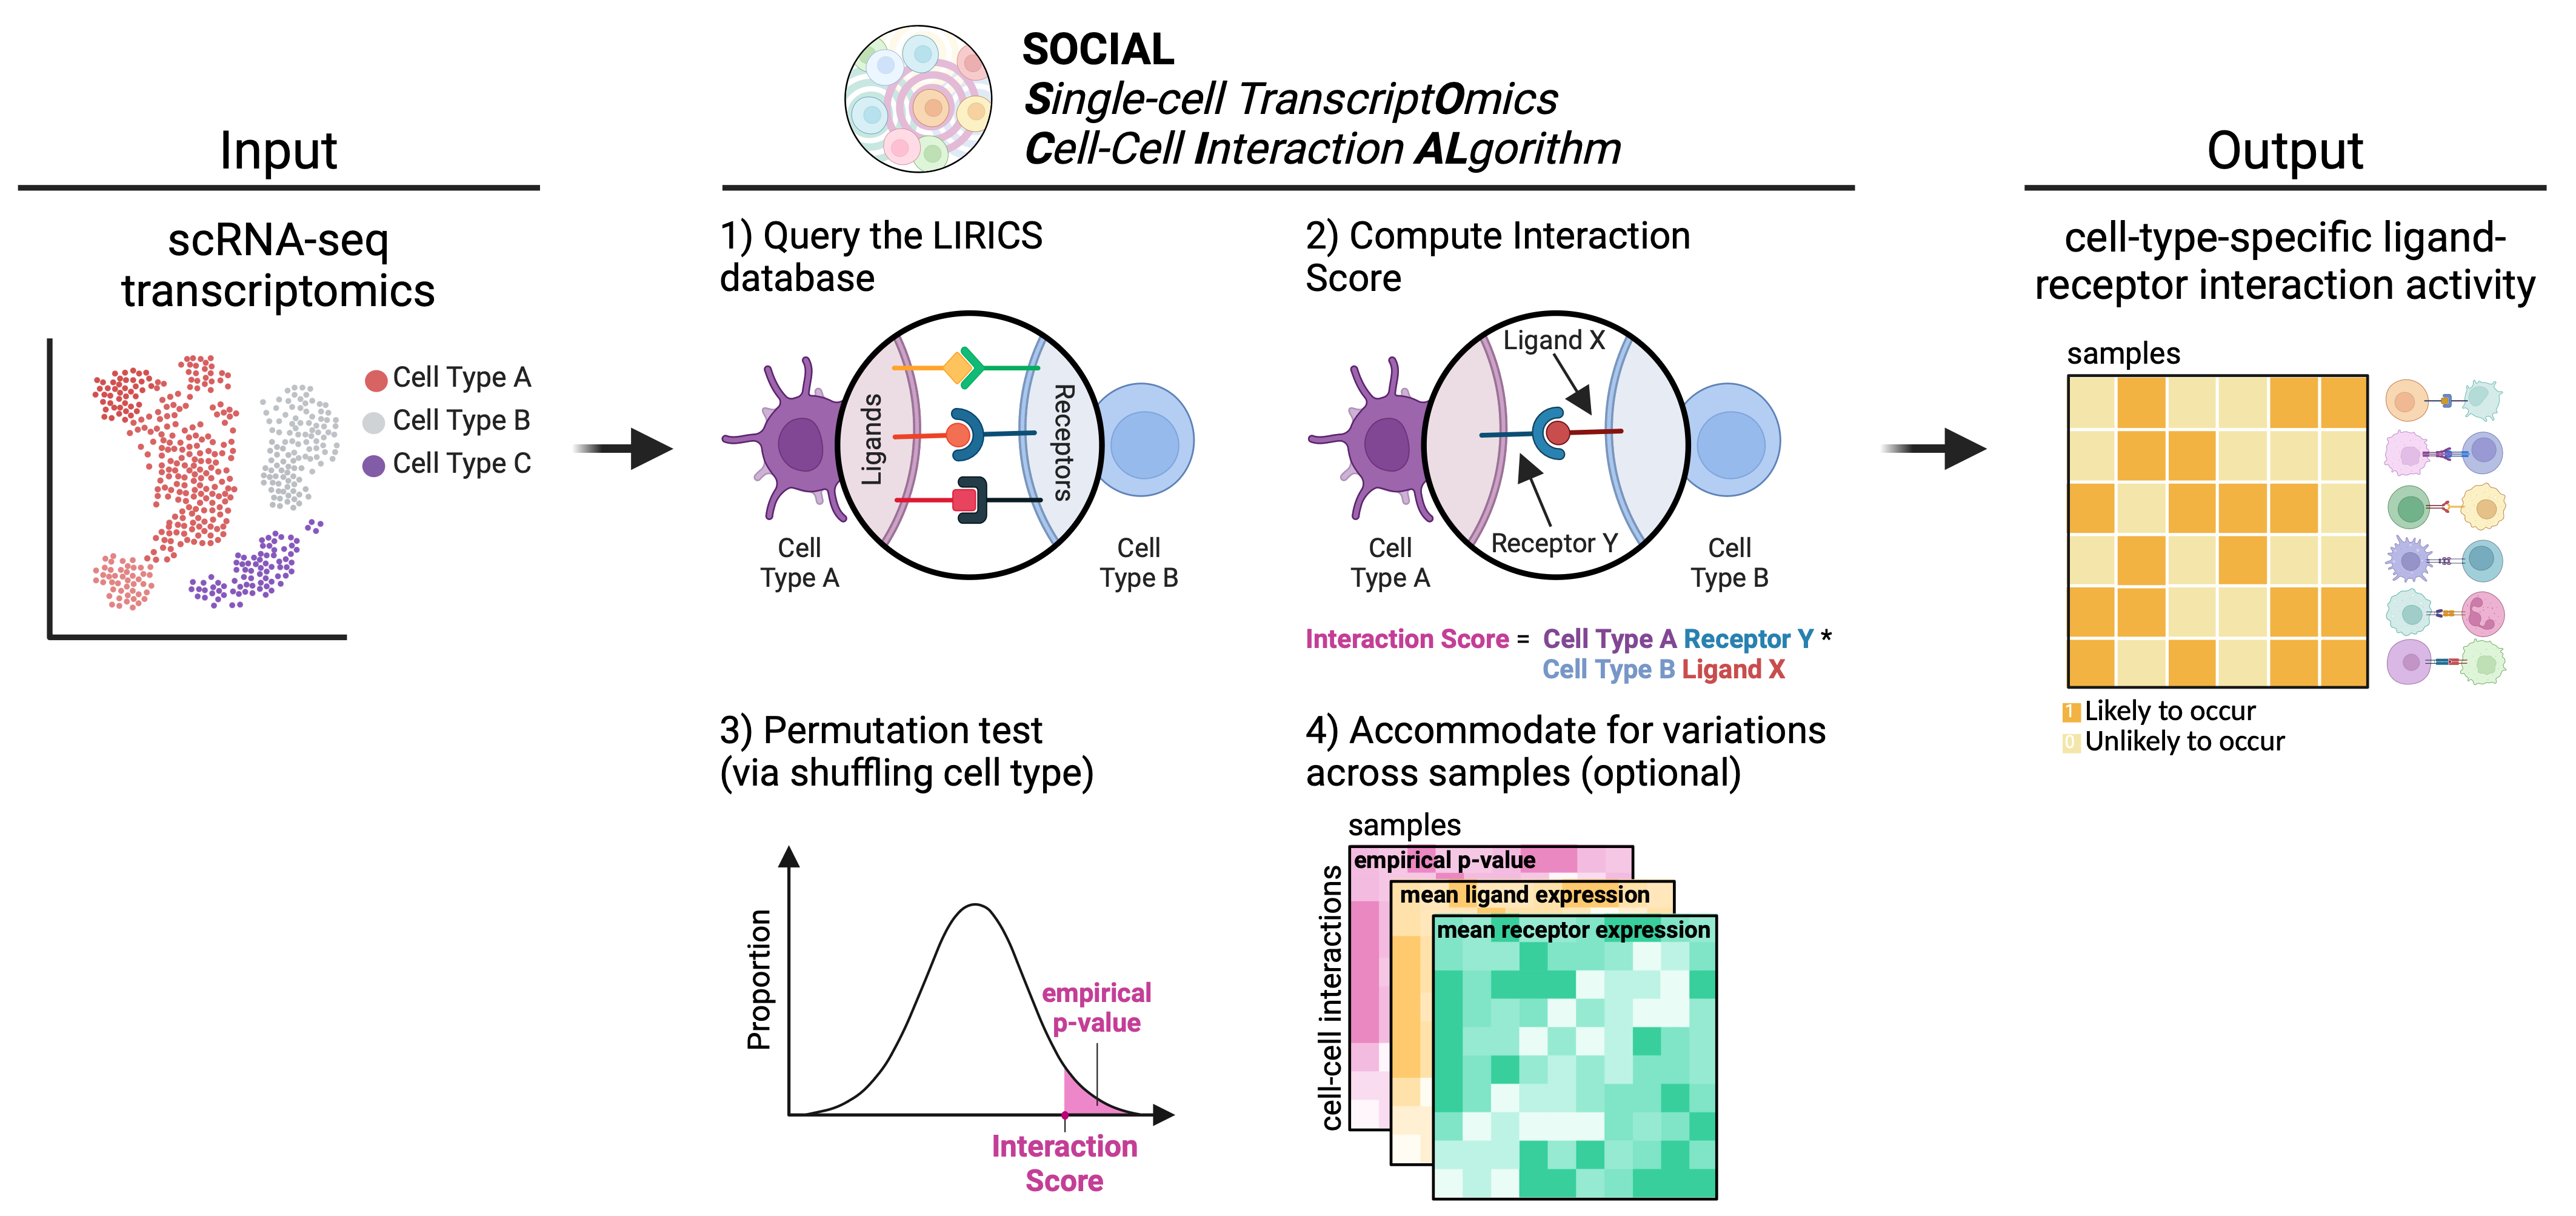 SOCIAL
Single-cell TranscriptOmics
Cell-Cell Interaction ALgorithm
Input
scRNA-seq
transcriptomics
Cell Type A
Cell Type B
Cell Type C
1) Query the LIRICS
database
Ligands
Receptors
Cell
Type A
Cell
Type B
2) Compute Interaction
Score
Ligand X
Receptor Y
Cell
Type A
Cell
Type B
Interaction Score = Cell Type A Receptor Y *
Cell Type B Ligand X
3) Permutation test
(via shuffling cell type)
Proportion
empirical
p-value
Interaction
Score
4) Accommodate for variations
across samples (optional)
samples
cell-cell interactions
empirical p-value
mean ligand expression
mean receptor expression
Output
cell-type-specific ligand-
receptor interaction activity
samples
1 Likely to occur
0 Unlikely to occur